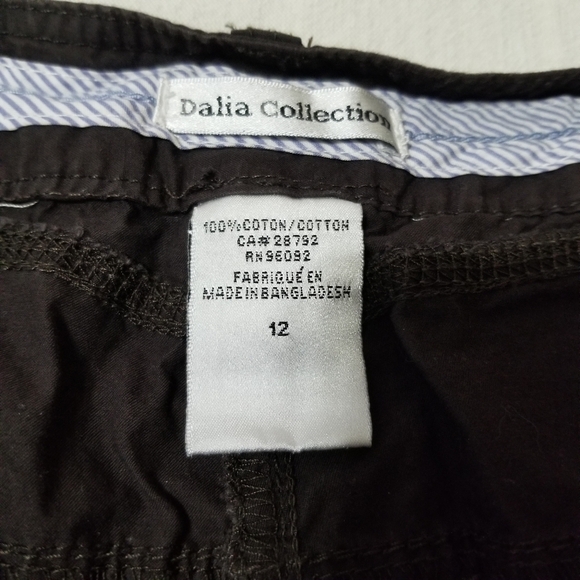 Dalia Collection
100% COTON/COTTON
CA# 28792
RN 96092
FABRIQUÉ EN
MADE IN BANGLADESH
12